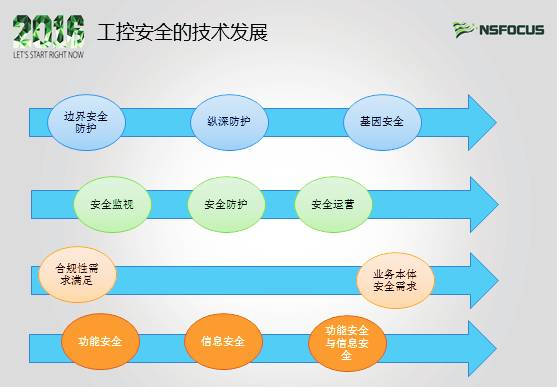 2016
LET'S START RIGHT NOW
工控安全的技术发展
NSFOCUS
边界安全
防护
纵深防护
基因安全
安全监视
安全防护
安全运营
合规性需
求满足
业务本体
安全需求
功能安全
信息安全
功能安全
与信息安
全